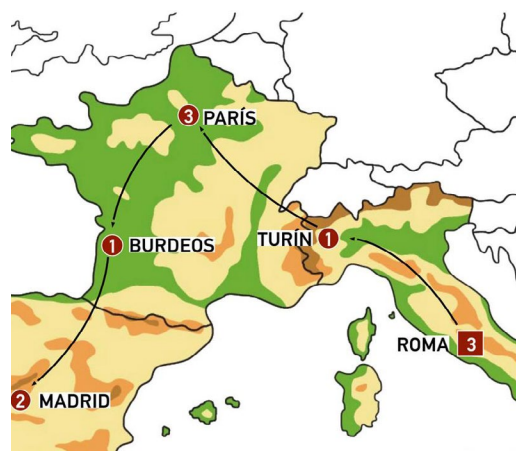 3 PARÍS
1 BURDEOS
TURÍN 1
ROMA 3
2 MADRID